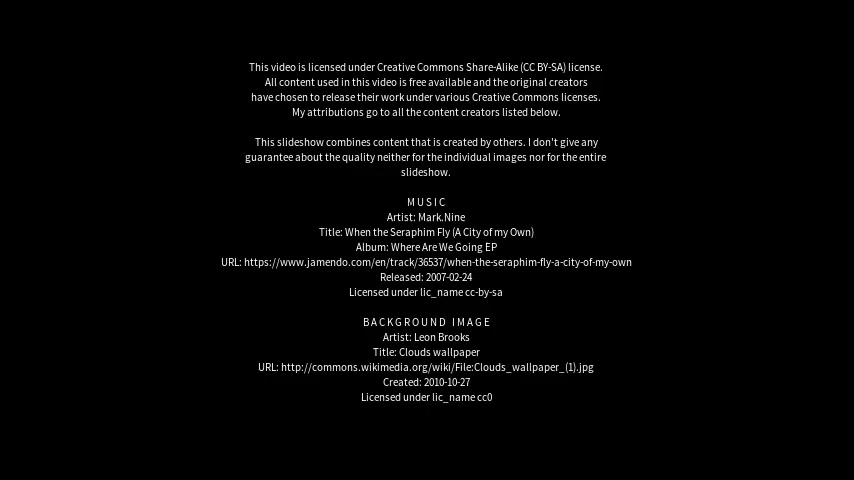 This video is licensed under Creative Commons Share-Alike (CC BY-SA) license.
All content used in this video is free available and the original creators
have chosen to release their work under various Creative Commons licenses.
My attributions go to all the content creators listed below.
This slideshow combines content that is created by others. I don't give any
guarantee about the quality neither for the individual images nor for the entire
slideshow.
MUSIC
Artist: Mark.Nine
Title: When the Seraphim Fly (A City of my Own)
Album: Where Are We Going EP
URL: https://www.jamendo.com/en/track/36537/when-the-seraphim-fly-a-city-of-my-own
Released: 2007-02-24
Licensed under lic_name cc-by-sa
BACKGROUND IMAGE
Artist: Leon Brooks
Title: Clouds wallpaper
URL: http://commons.wikimedia.org/wiki/File:Clouds_wallpaper_(1).jpg
Created: 2010-10-27
Licensed under lic_name cc0